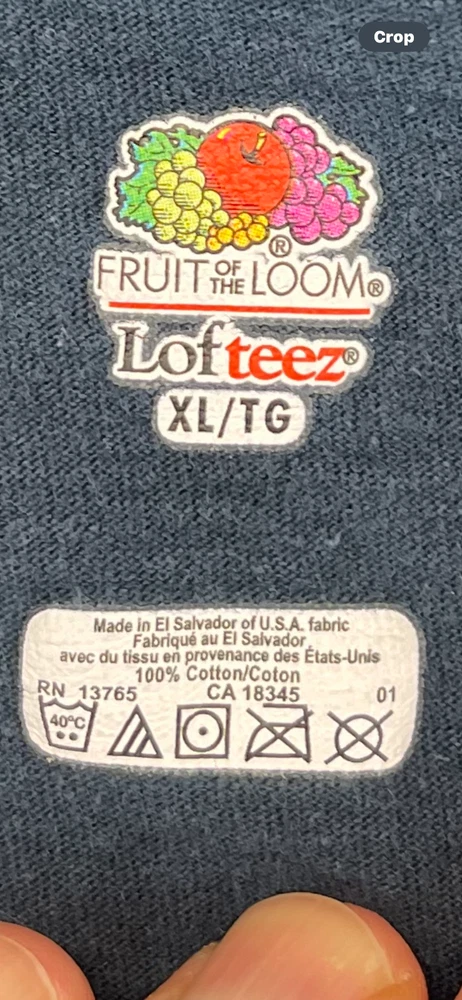 Crop
FRUIT OF THE LOOM®
Lofteez®
XL/TG
Made in El Salvador of U.S.A. fabric
Fabriqué au El Salvador
avec du tissu en provenance des États-Unis
100% Cotton/Coton
RN 13765 CA 18345 01
40°C